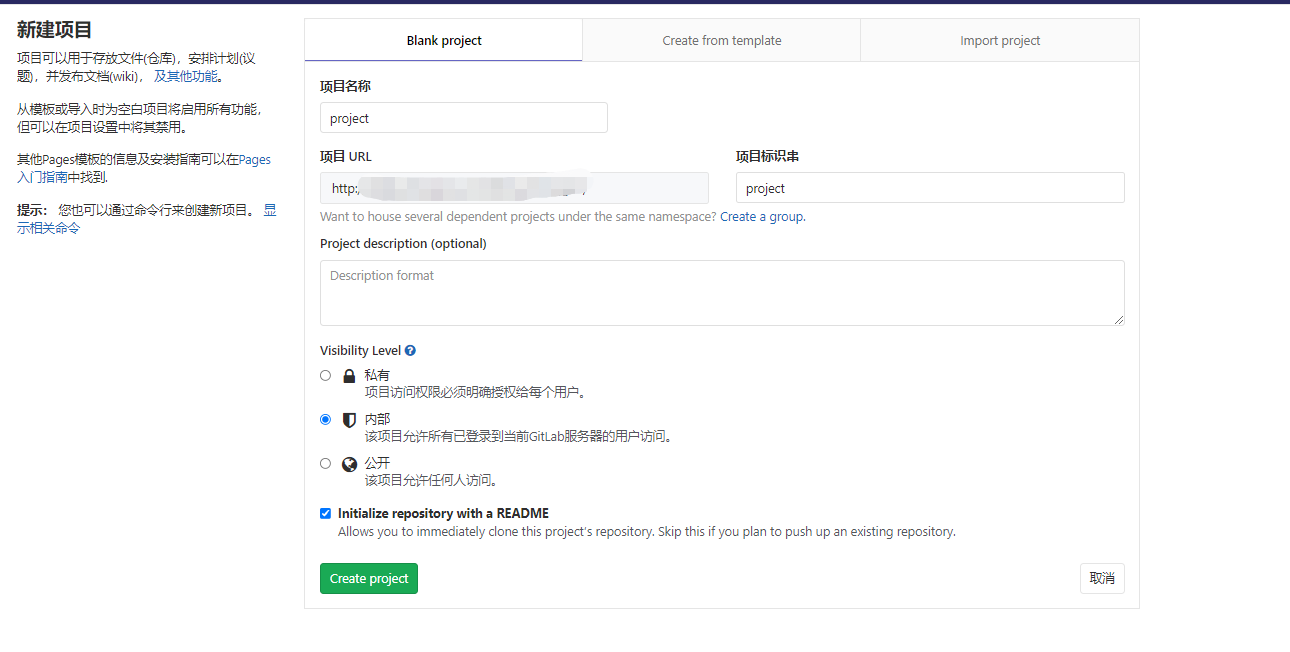 新建项目
项目可以用于存放文件(仓库)，安排计划(议
题)，并发布文档(wiki)， 及其他功能。
从模板或导入时为空白项目将启用所有功能，
但可以在项目设置中将其禁用。
其他Pages模板的信息及安装指南可以在Pages
入门指南中找到.
提示： 您也可以通过命令行来创建新项目。 显
示相关命令
Blank project
Create from template
Import project
项目名称
project
项目 URL
项目标识串
http:
project
Want to house several dependent projects under the same namespace? Create a group.
Project description (optional)
Description format
Visibility Level
私有
项目访问权限必须明确授权给每个用户。
内部
该项目允许所有已登录到当前GitLab服务器的用户访问。
公开
该项目允许任何人访问。
Initialize repository with a README
Allows you to immediately clone this project's repository. Skip this if you plan to push up an existing repository.
Create project
取消